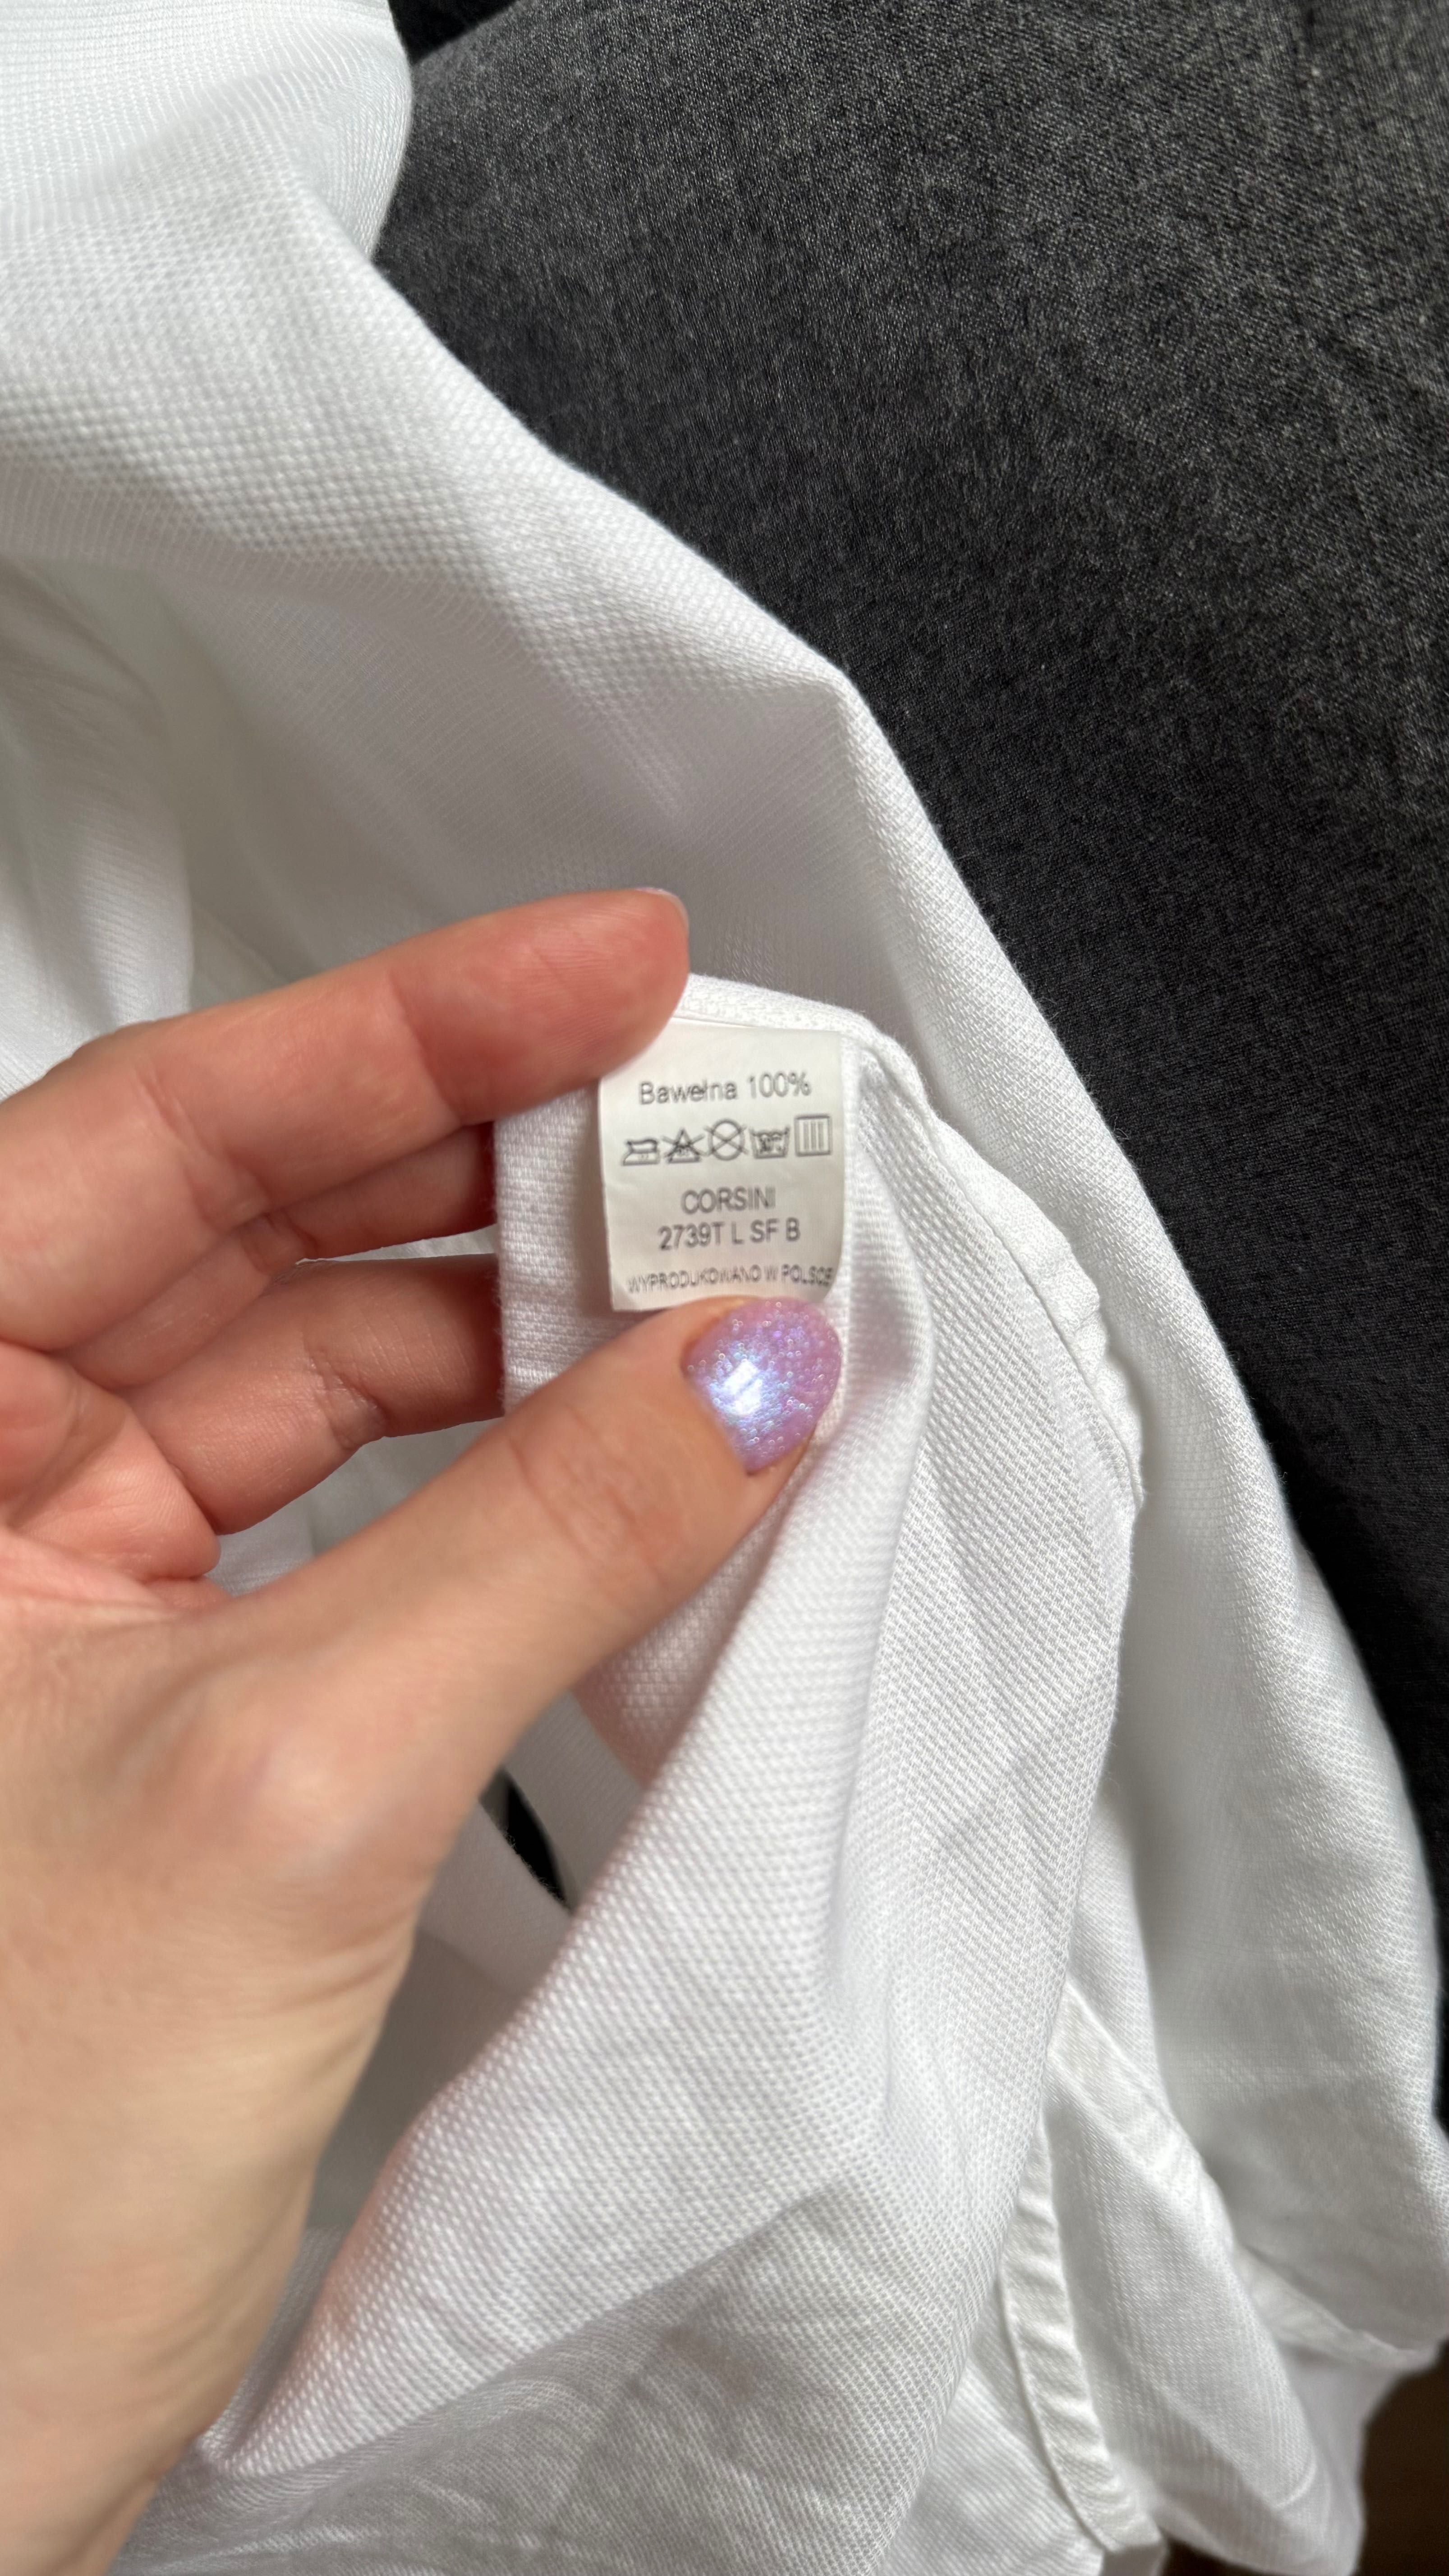 Bawełna 100%
CORSINI
2739T L SF B
WYPRODUKOWANO W POLSCE